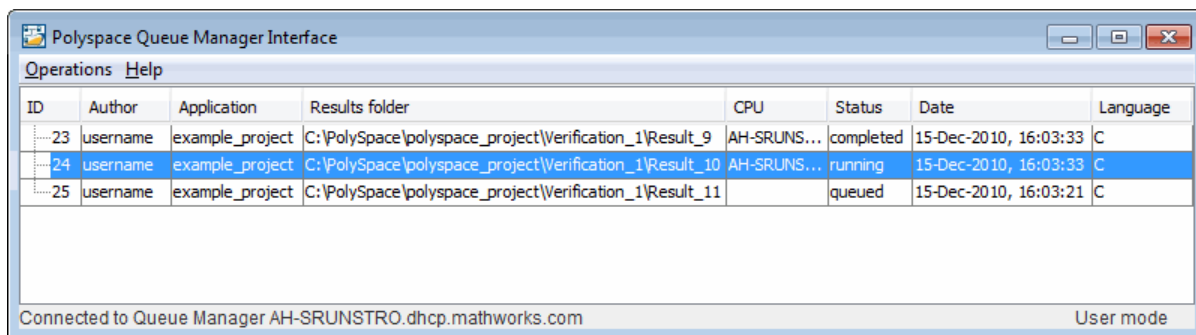 Polyspace Queue Manager Interface
Operations Help
ID Author Application Results folder CPU Status Date Language
23 username example_project C:\PolySpace\polyspace_project\Verification_1\Result_9 AH-SRUNS... completed 15-Dec-2010, 16:03:33 C
24 username example_project C:\PolySpace\polyspace_project\Verification_1\Result_10 AH-SRUNS... running 15-Dec-2010, 16:03:33 C
25 username example_project C:\PolySpace\polyspace_project\Verification_1\Result_11 queued 15-Dec-2010, 16:03:21 C
Connected to Queue Manager AH-SRUNSTRO.dhcp.mathworks.com User mode